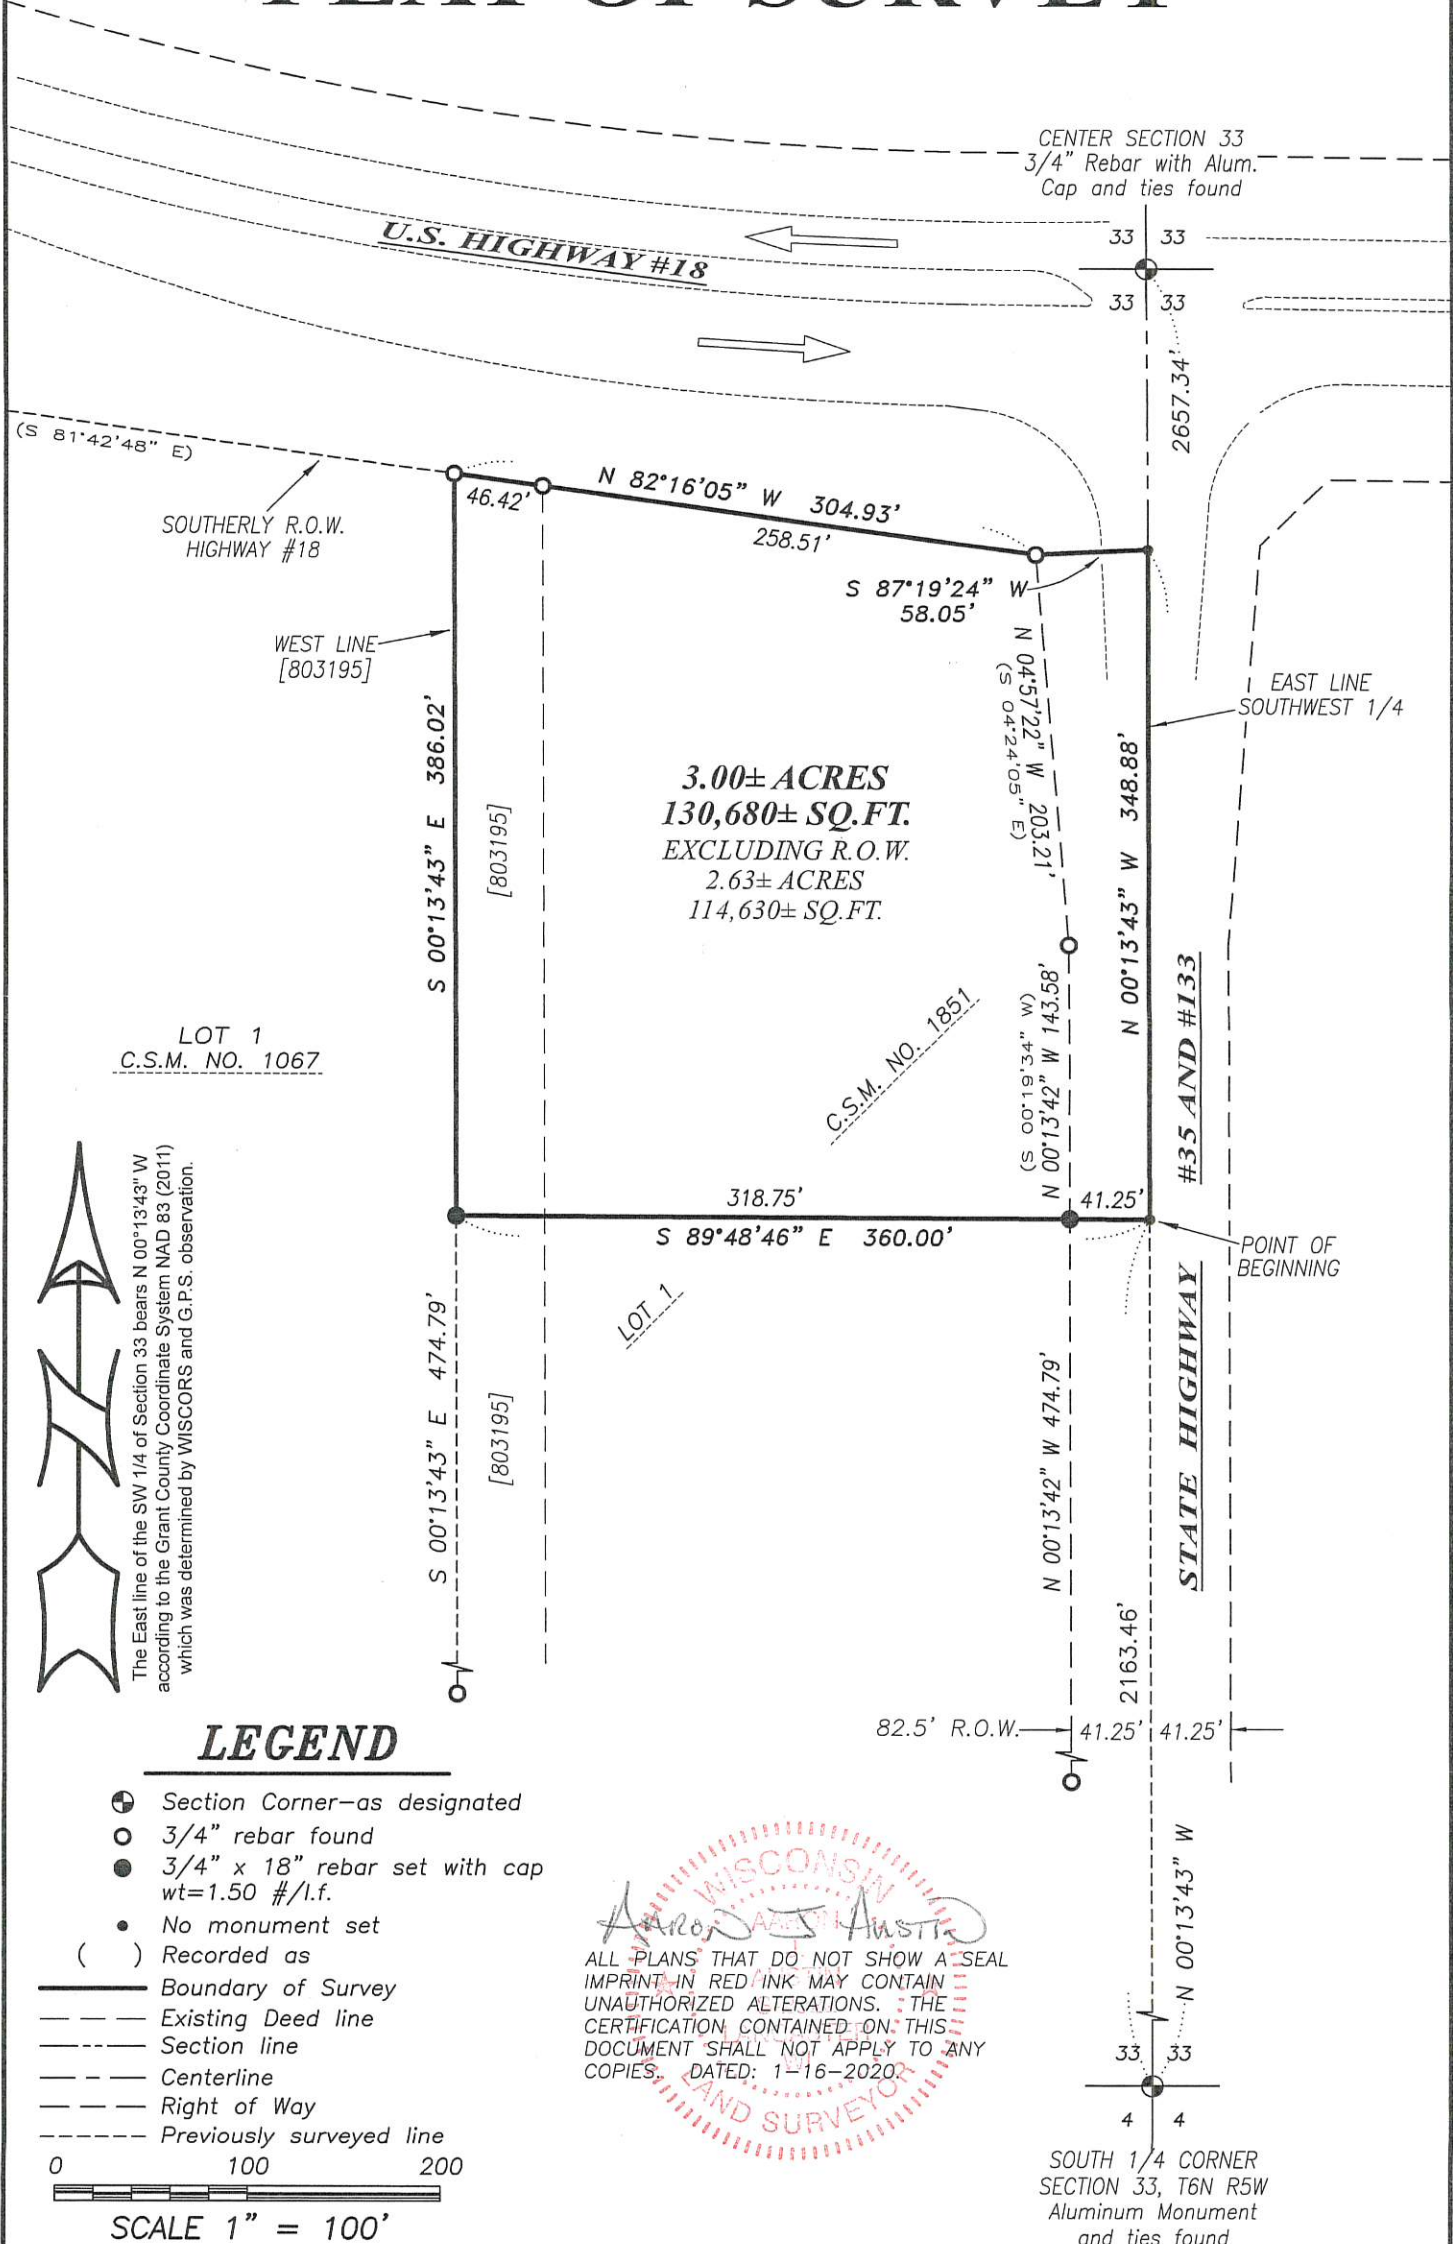 PLAT OF SURVEY
CENTER SECTION 33
3/4” Rebar with Alum.
Cap and ties found
33 33
33 33
U.S. HIGHWAY #18
2657.34’
(S 81°42’48” E)
SOUTHERLY R.O.W.
HIGHWAY #18
46.42’
N 82°16’05” W 304.93’
258.51’
S 87°19’24” W
58.05’
WEST LINE
[803195]
EAST LINE
SOUTHWEST 1/4
S 00°13’43” E 386.02’
[803195]
3.00± ACRES
130,680± SQ.FT.
EXCLUDING R.O.W.
2.63± ACRES
114,630± SQ.FT.
N 04°57’22” W 203.21’
(S 04°24’05” E)
N 00°13’43” W 348.88’
C.S.M. NO. 1851
N 00°13’42” W 143.58’
(S 00°19’34” W)
LOT 1
C.S.M. NO. 1067
STATE HIGHWAY #35 AND #133
318.75’
41.25’
S 89°48’46” E 360.00’
POINT OF
BEGINNING
LOT 1
The East line of the SW 1/4 of Section 33 bears N 00°13'43" W
according to the Grant County Coordinate System NAD 83 (2011)
which was determined by WISCORS and G.P.S. observation.
S 00°13’43” E 474.79’
[803195]
N 00°13’42” W 474.79’
2163.46’
82.5’ R.O.W.
41.25’ 41.25’
N 00°13’43” W
LEGEND
Section Corner—as designated
3/4” rebar found
3/4” x 18” rebar set with cap
wt=1.50 #/l.f.
No monument set
( ) Recorded as
Boundary of Survey
Existing Deed line
Section line
Centerline
Right of Way
Previously surveyed line
0 100 200
SCALE 1” = 100’
WISCONSIN
AARON
J.
AUSTIN
LANCASTER
WI
LAND SURVEYOR
Aaron J Austin
ALL PLANS THAT DO NOT SHOW A SEAL
IMPRINT IN RED INK MAY CONTAIN
UNAUTHORIZED ALTERATIONS. THE
CERTIFICATION CONTAINED ON THIS
DOCUMENT SHALL NOT APPLY TO ANY
COPIES. DATED: 1—16—2020.
33 33
4 4
SOUTH 1/4 CORNER
SECTION 33, T6N R5W
Aluminum Monument
and ties found